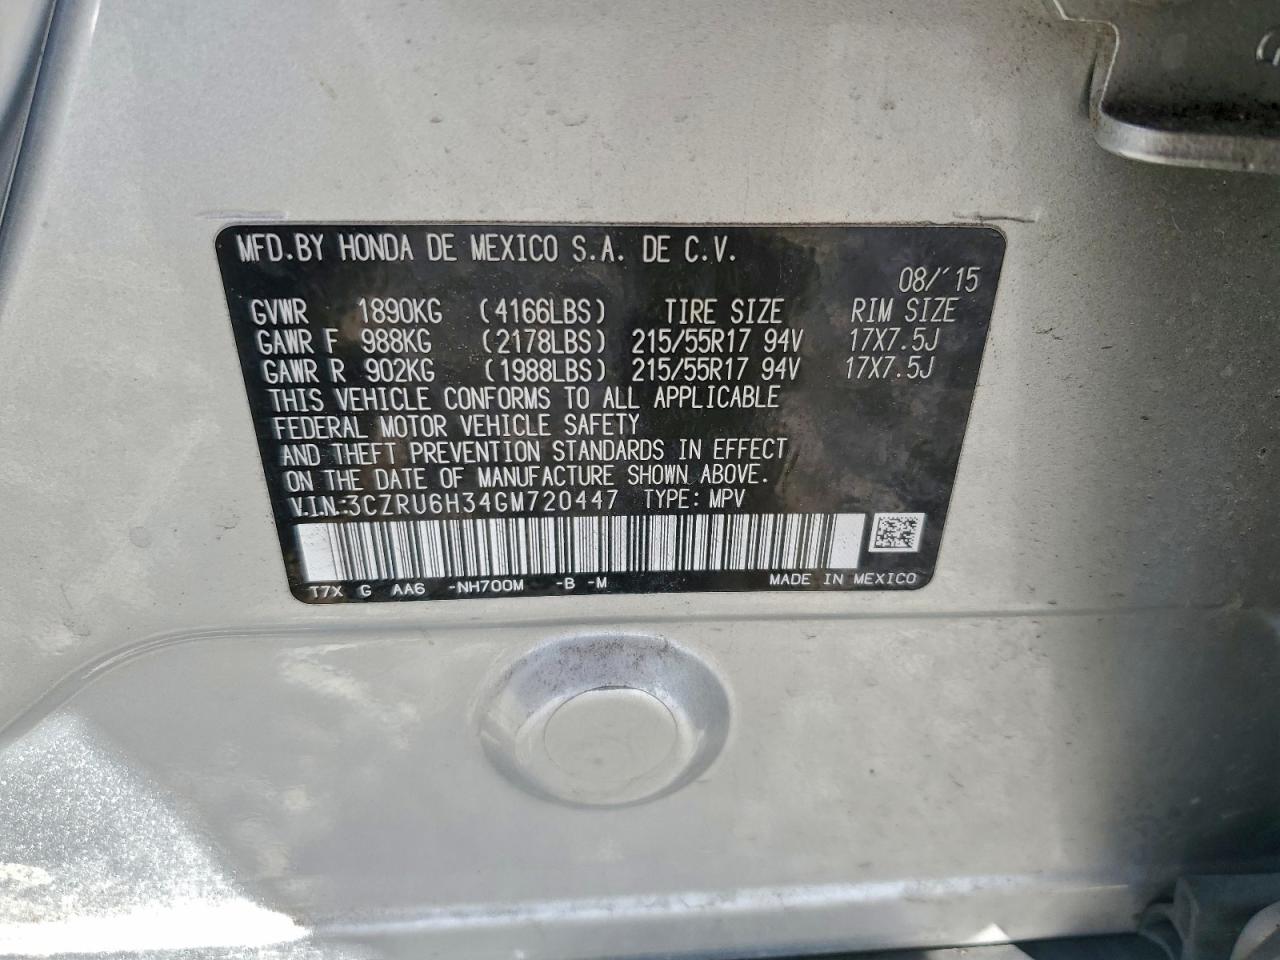 MFD.BY HONDA DE MEXICO S.A. DE C.V.
08/'15
GVWR 1890KG (4166LBS) TIRE SIZE RIM SIZE
GAWR F 988KG (2178LBS) 215/55R17 94V 17X7.5J
GAWR R 902KG (1988LBS) 215/55R17 94V 17X7.5J
THIS VEHICLE CONFORMS TO ALL APPLICABLE
FEDERAL MOTOR VEHICLE SAFETY
AND THEFT PREVENTION STANDARDS IN EFFECT
ON THE DATE OF MANUFACTURE SHOWN ABOVE.
V.I.N:3CZRU6H34GM720447 TYPE: MPV
T7X G AA6 -NH700M -B -M MADE IN MEXICO